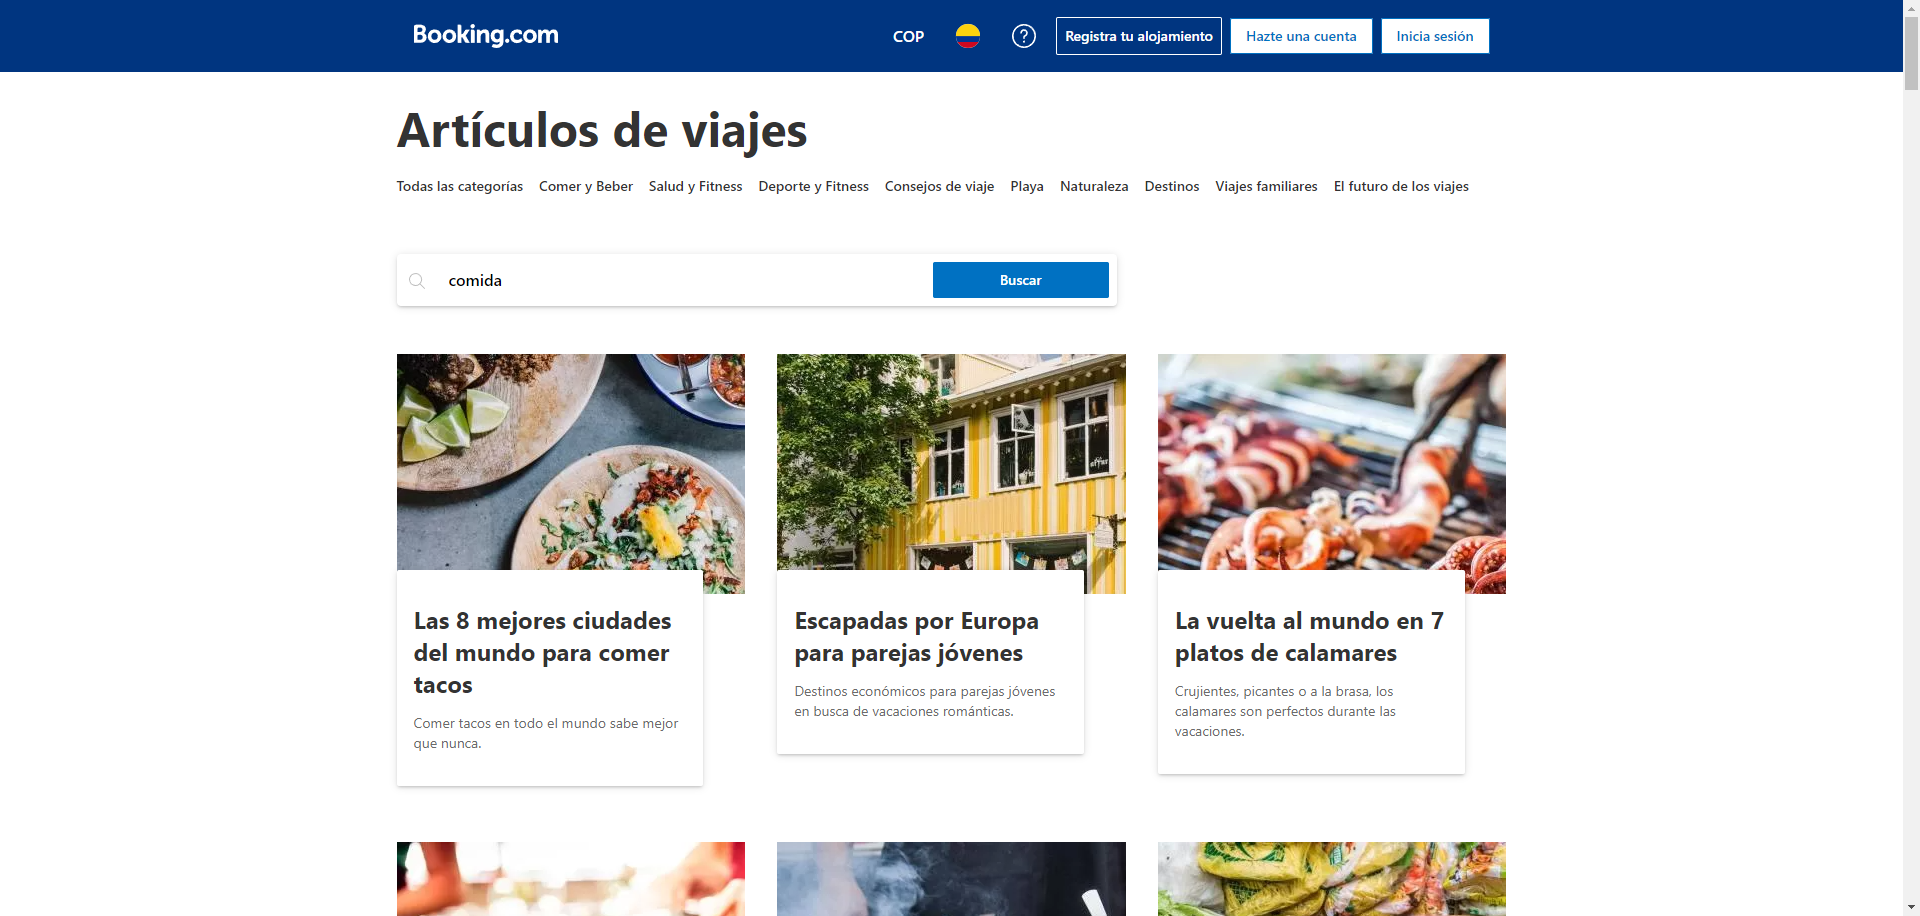 Booking.com
COP
Registra tu alojamiento
Hazte una cuenta
Inicia sesión
Artículos de viajes
Todas las categorías Comer y Beber Salud y Fitness Deporte y Fitness Consejos de viaje Playa Naturaleza Destinos Viajes familiares El futuro de los viajes
comida
Buscar
Las 8 mejores ciudades
del mundo para comer
tacos
Comer tacos en todo el mundo sabe mejor
que nunca.
Escapadas por Europa
para parejas jóvenes
Destinos económicos para parejas jóvenes
en busca de vacaciones románticas.
La vuelta al mundo en 7
platos de calamares
Crujientes, picantes o a la brasa, los
calamares son perfectos durante las
vacaciones.